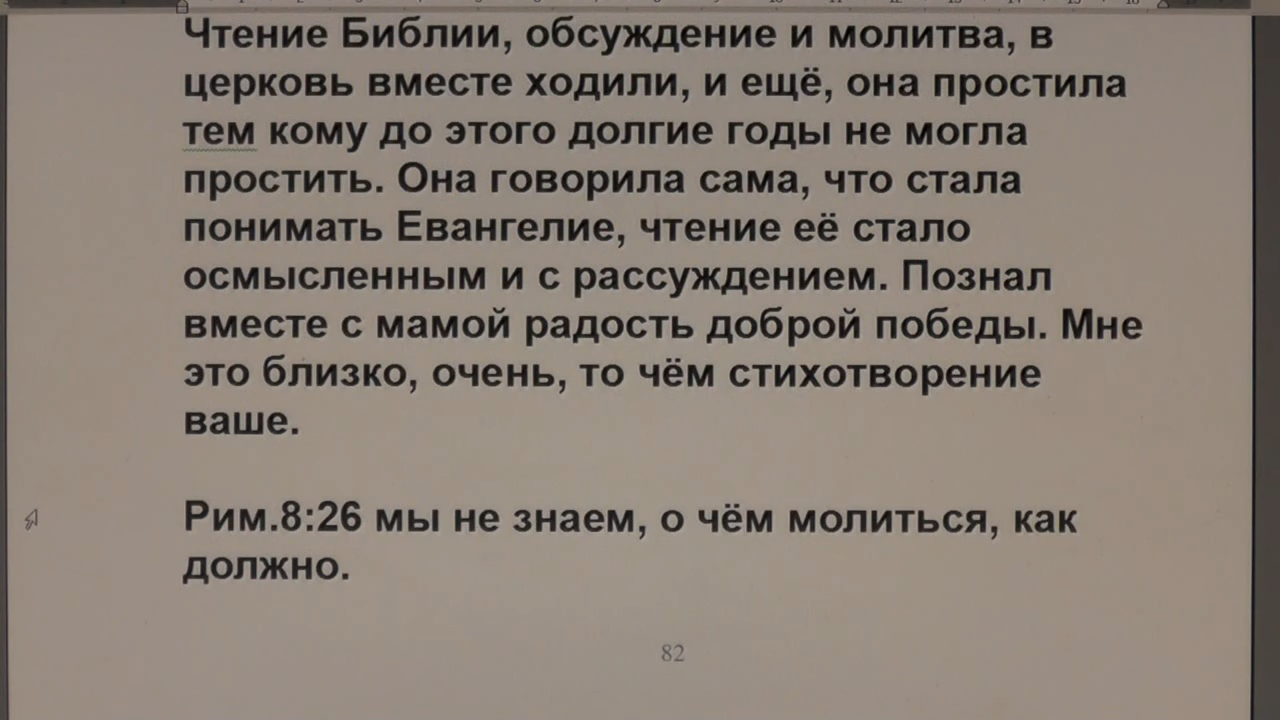 Чтение Библии, обсуждение и молитва, в
церковь вместе ходили, и ещё, она простила
тем кому до этого долгие годы не могла
простить. Она говорила сама, что стала
понимать Евангелие, чтение её стало
осмысленным и с рассуждением. Познал
вместе с мамой радость доброй победы. Мне
это близко, очень, то чём стихотворение
ваше.
Рим.8:26 мы не знаем, о чём молиться, как
должно.
82